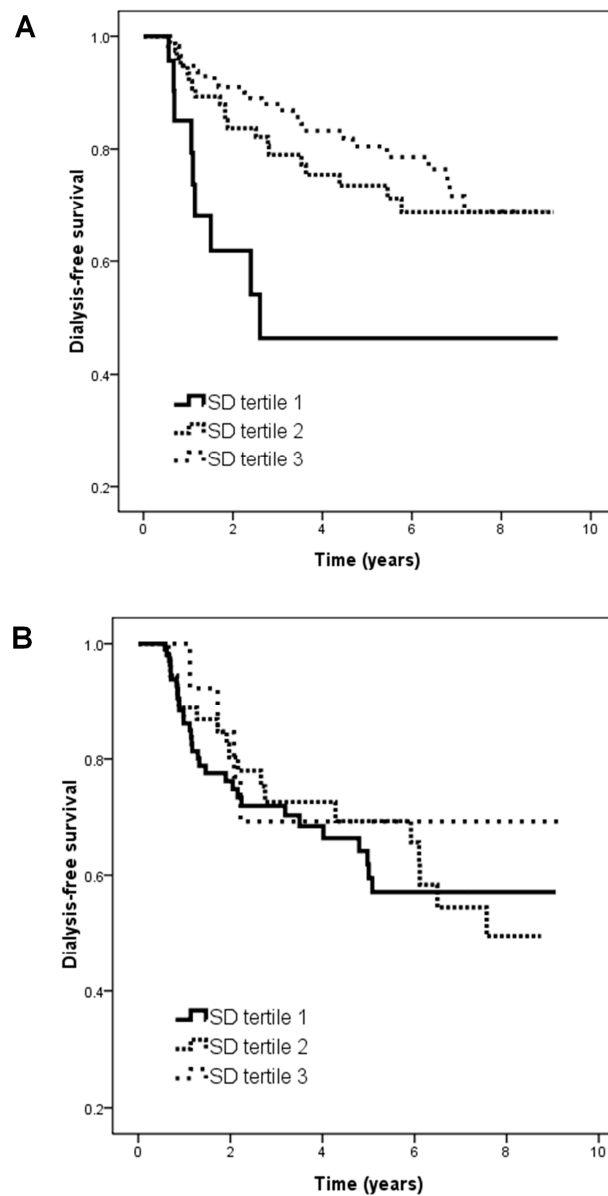 A
1.0
0.8
0.6
0.4
0.2
Dialysis-free survival
SD tertile 1
SD tertile 2
SD tertile 3
0 2 4 6 8 10
Time (years)
B
1.0
0.8
0.6
0.4
0.2
Dialysis-free survival
SD tertile 1
SD tertile 2
SD tertile 3
0 2 4 6 8 10
Time (years)